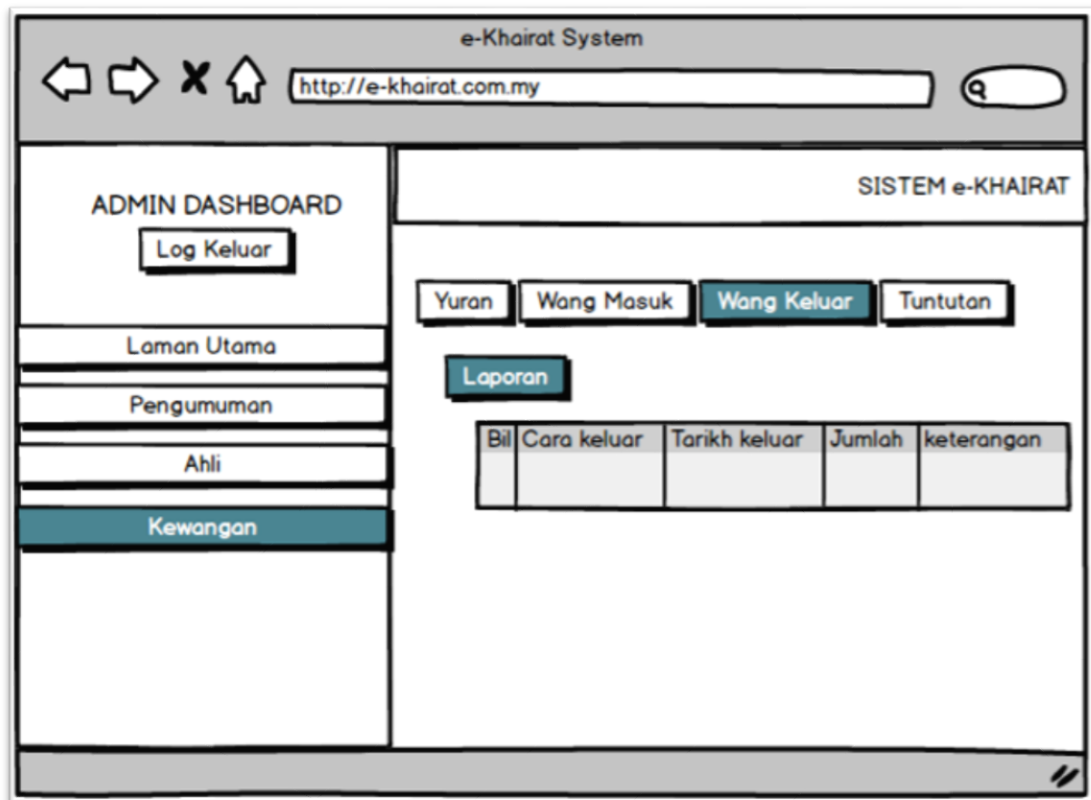 e-Khairat System
http://e-khairat.com.my
ADMIN DASHBOARD
Log Keluar
Laman Utama
Pengumuman
Ahli
Kewangan
SISTEM e-KHAIRAT
Yuran Wang Masuk Wang Keluar Tuntutan
Laporan
Bil Cara keluar Tarikh keluar Jumlah keterangan